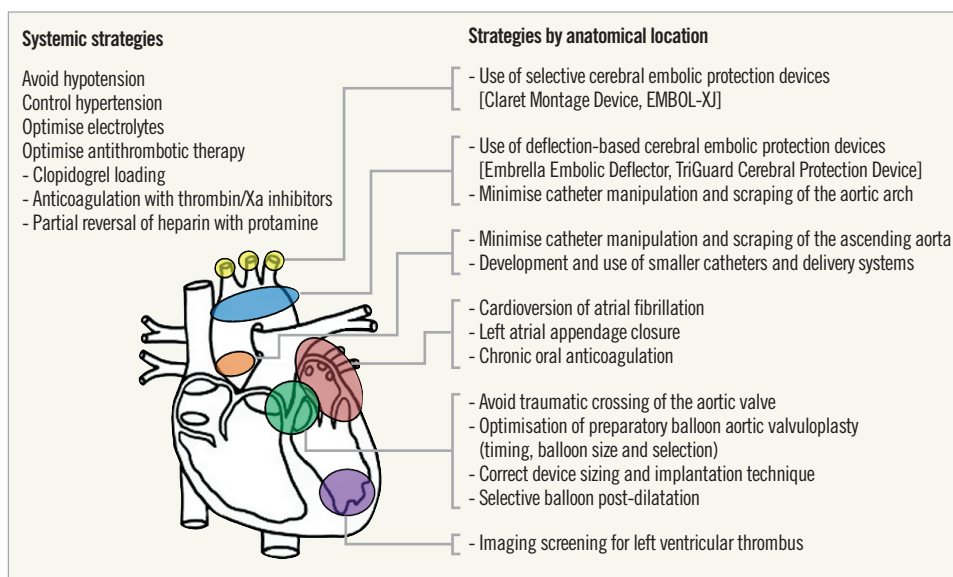 Systemic strategies
Avoid hypotension
Control hypertension
Optimise electrolytes
Optimise antithrombotic therapy
- Clopidogrel loading
- Anticoagulation with thrombin/Xa inhibitors
- Partial reversal of heparin with protamine
Strategies by anatomical location
- Use of selective cerebral embolic protection devices
[Claret Montage Device, EMBOL-XJ]
- Use of deflection-based cerebral embolic protection devices
[Embrella Embolic Deflector, TriGuard Cerebral Protection Device]
- Minimise catheter manipulation and scraping of the aortic arch
- Minimise catheter manipulation and scraping of the ascending aorta
- Development and use of smaller catheters and delivery systems
- Cardioversion of atrial fibrillation
- Left atrial appendage closure
- Chronic oral anticoagulation
- Avoid traumatic crossing of the aortic valve
- Optimisation of preparatory balloon aortic valvuloplasty
(timing, balloon size and selection)
- Correct device sizing and implantation technique
- Selective balloon post-dilatation
- Imaging screening for left ventricular thrombus